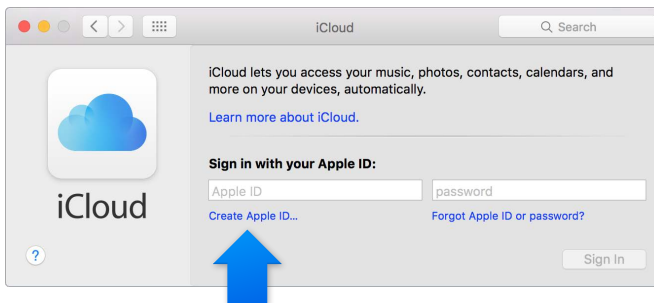 iCloud
Search
iCloud lets you access your music, photos, contacts, calendars, and
more on your devices, automatically.
Learn more about iCloud.
Sign in with your Apple ID:
Apple ID
password
Create Apple ID...
Forgot Apple ID or password?
iCloud
?
Sign In